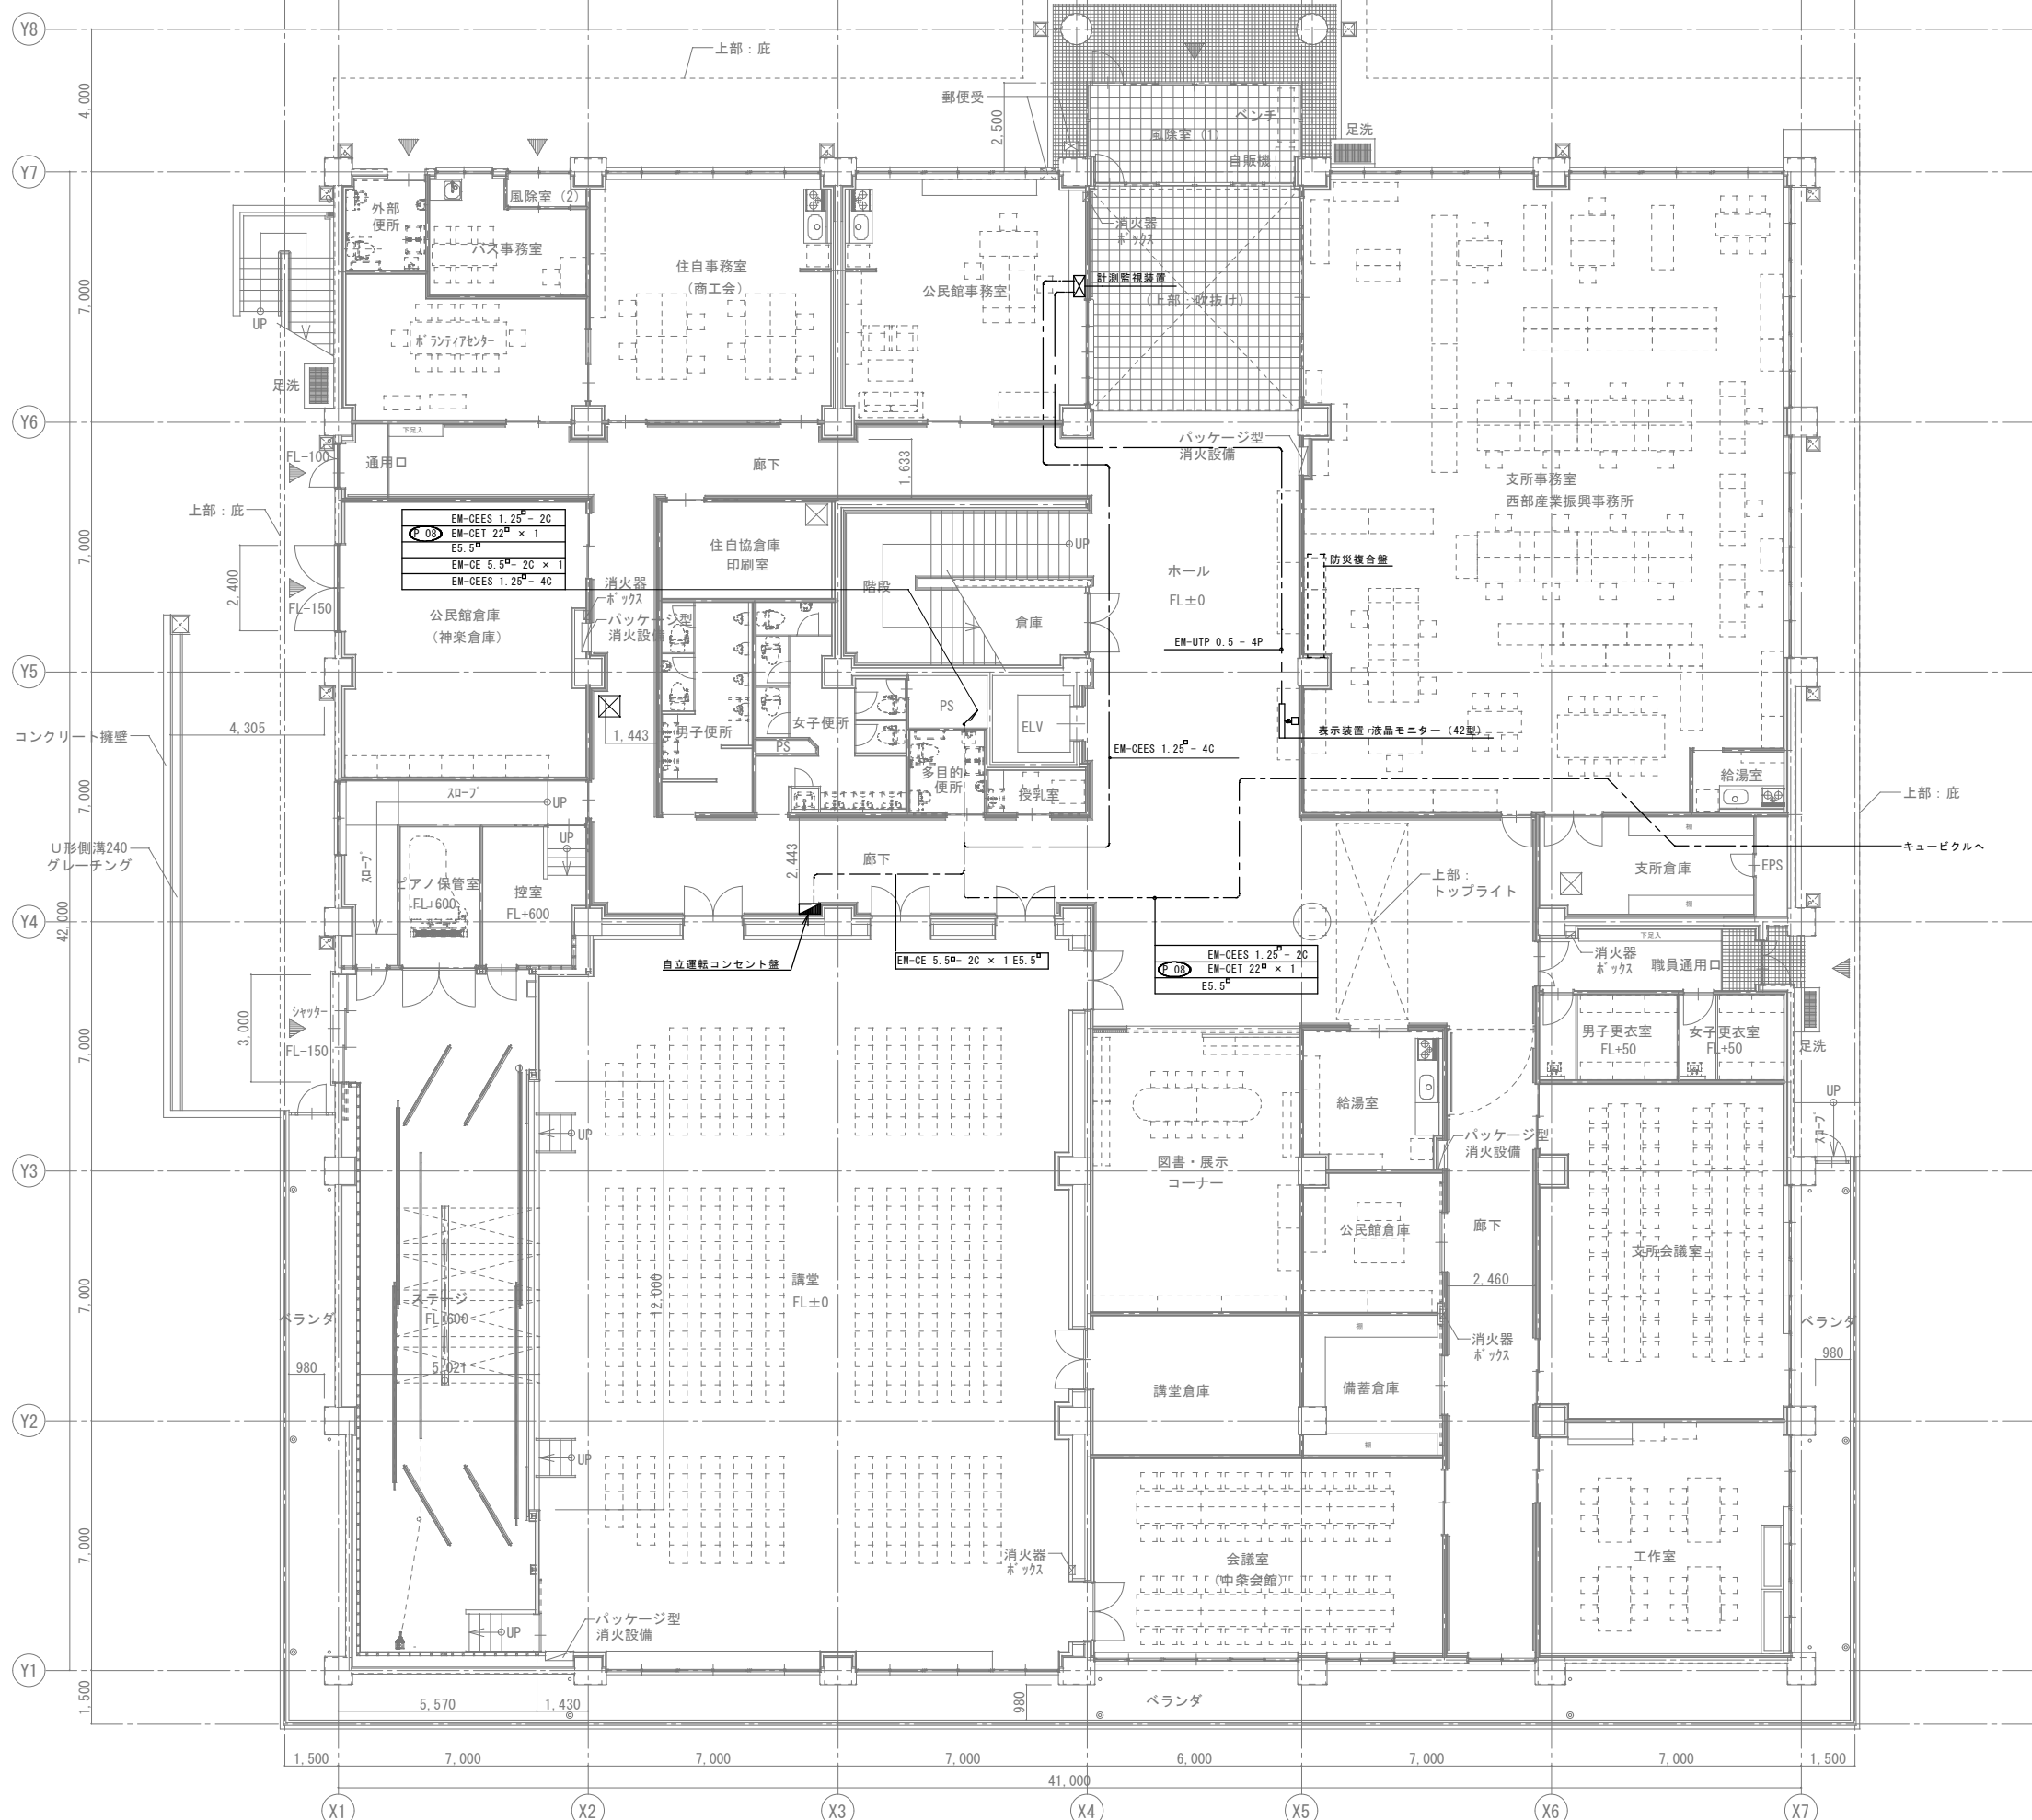 Y8
上部：庇
4,000
郵便受
2,500
ベンチ
風除室（1）
足洗
自販機
Y7
外部
便所
風除室（2）
バス事務室
消火器
ボックス
住自事務室
（商工会）
公民館事務室
計測監視装置
（上部：吹抜け）
7,000
UP
ボランティアセンター
足洗
Y6
下足入
FL-100
通用口
廊下
1,633
パッケージ型
消火設備
支所事務室
西部産業振興事務所
上部：庇
EM-CEES 1.25□ - 2C
P 08 EM-CET 22□ × 1
E5.5□
EM-CE 5.5□- 2C × 1
EM-CEES 1.25□ - 4C
住自協倉庫
印刷室
UP
7,000
2,400
FL-150
消火器
ボックス
階段
ホール
FL±0
防災複合盤
公民館倉庫
（神楽倉庫）
パッケージ型
消火設備
倉庫
EM-UTP 0.5 - 4P
Y5
コンクリート擁壁
4,305
1,443
男子便所
女子便所
PS
PS
ELV
表示装置 液晶モニター（42型）
EM-CEES 1.25□ - 4C
多目的
便所
授乳室
給湯室
上部：庇
7,000
スロープ
UP
U形側溝240
グレーチング
スロープ
UP
2,443
廊下
支所倉庫
棚
棚
EPS
キュービクルへ
ピアノ保管室
FL+600
控室
FL+600
上部：
トップライト
Y4
42,000
自立運転コンセント盤
EM-CE 5.5□- 2C × 1 E5.5□
EM-CEES 1.25□ - 2C
P 08 EM-CET 22□ × 1
E5.5□
下足入
消火器
ボックス
職員通用口
シャッター
3,000
FL-150
7,000
男子更衣室
FL+50
女子更衣室
FL+50
足洗
UP
UP
給湯室
パッケージ型
消火設備
スロープ
Y3
図書・展示
コーナー
公民館倉庫
廊下
支所会議室
2,460
7,000
12,000
講堂
FL±0
ステージ
FL+600
ベランダ
ベランダ
棚
消火器
ボックス
980
5,021
980
講堂倉庫
備蓄倉庫
Y2
棚
UP
7,000
消火器
ボックス
会議室
（中条会館）
工作室
UP
パッケージ型
消火設備
Y1
1,500
5,570
1,430
980
ベランダ
1,500
7,000
7,000
7,000
6,000
7,000
7,000
1,500
41,000
X1
X2
X3
X4
X5
X6
X7